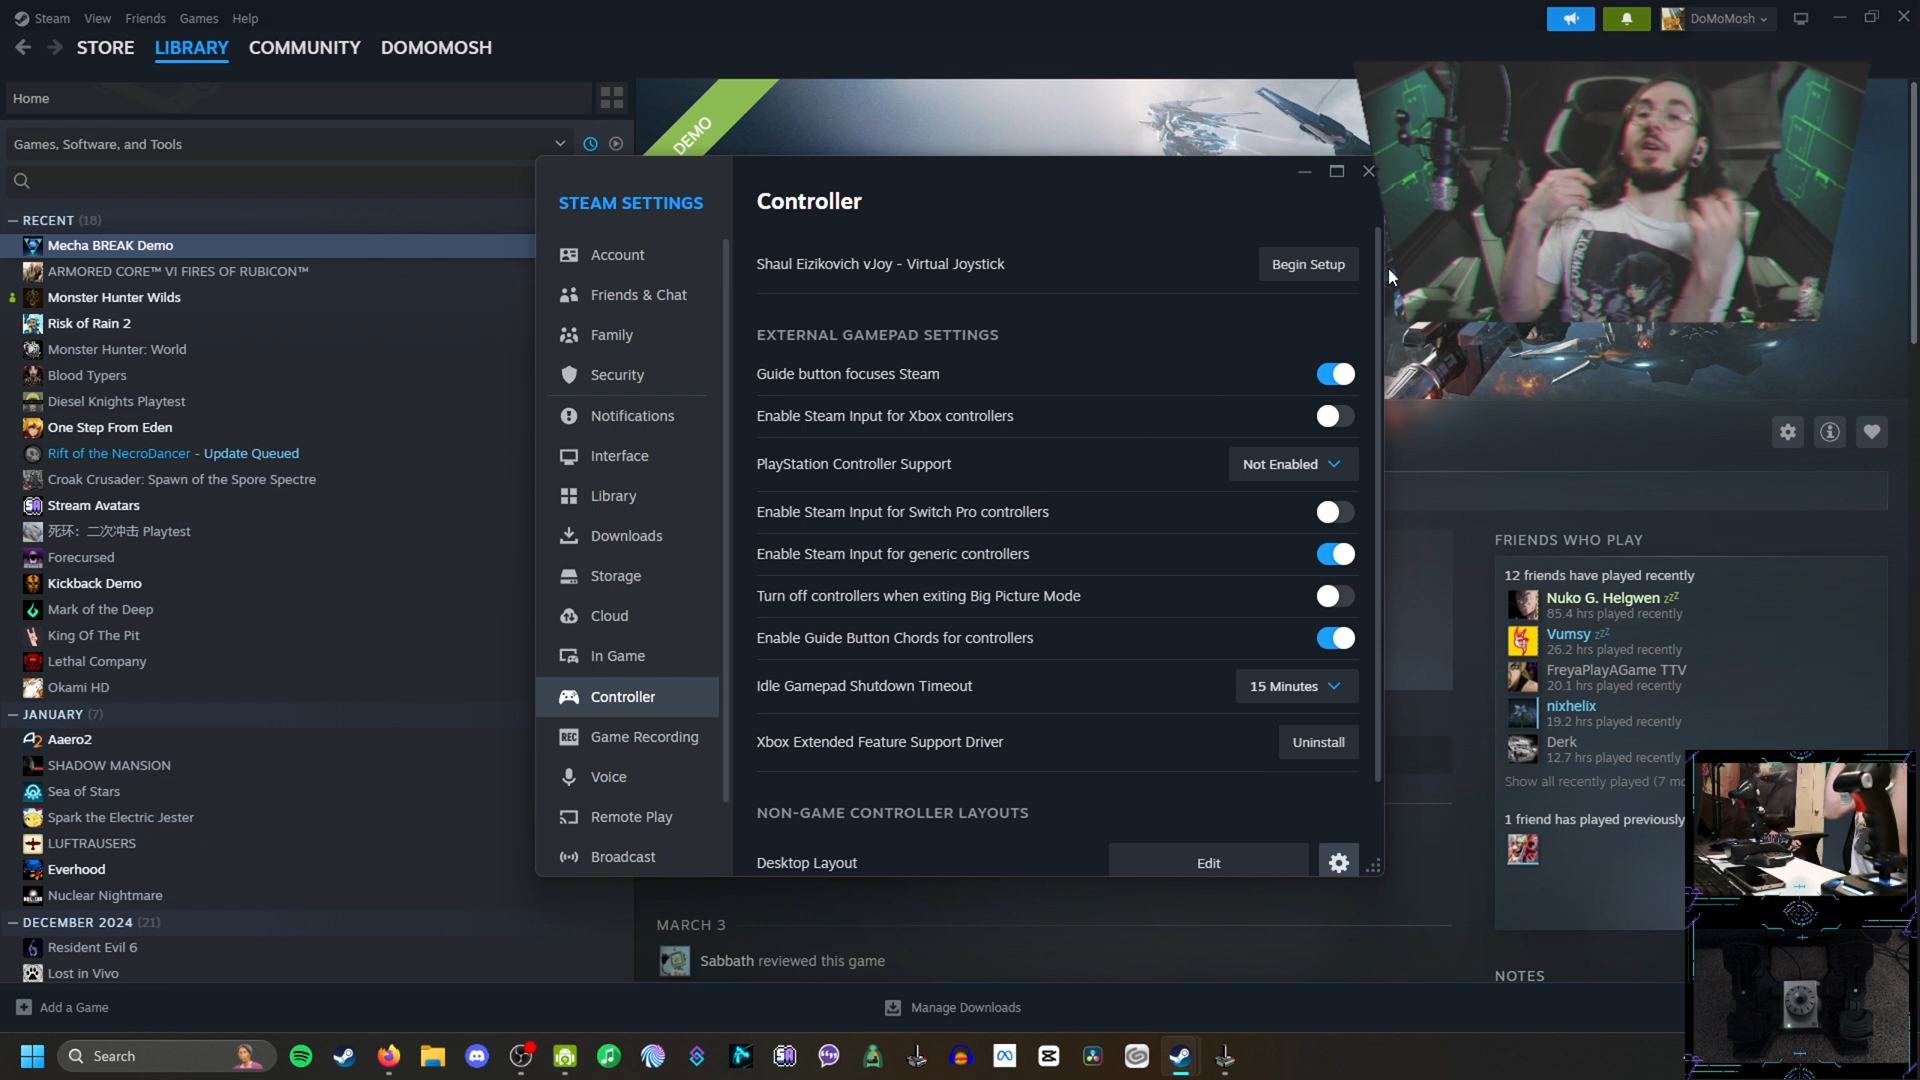 Steam View Friends Games Help
DoMoMosh
STORE LIBRARY COMMUNITY DOMOMOSH
Home
Games, Software, and Tools
— RECENT (18)
Mecha BREAK Demo
ARMORED CORE™ VI FIRES OF RUBICON™
Monster Hunter Wilds
Risk of Rain 2
Monster Hunter: World
Blood Typers
Diesel Knights Playtest
One Step From Eden
Rift of the NecroDancer - Update Queued
Croak Crusader: Spawn of the Spore Spectre
Stream Avatars
死环：二次冲击 Playtest
Forecursed
Kickback Demo
Mark of the Deep
King Of The Pit
Lethal Company
Okami HD
— JANUARY (7)
Aaero2
SHADOW MANSION
Sea of Stars
Spark the Electric Jester
LUFTRAUSERS
Everhood
Nuclear Nightmare
— DECEMBER 2024 (21)
Resident Evil 6
Lost in Vivo
Add a Game
DEMO
STEAM SETTINGS
Account
Friends & Chat
Family
Security
Notifications
Interface
Library
Downloads
Storage
Cloud
In Game
Controller
REC Game Recording
Voice
Remote Play
Broadcast
Controller
Shaul Eizikovich vJoy - Virtual Joystick Begin Setup
EXTERNAL GAMEPAD SETTINGS
Guide button focuses Steam
Enable Steam Input for Xbox controllers
PlayStation Controller Support Not Enabled
Enable Steam Input for Switch Pro controllers
Enable Steam Input for generic controllers
Turn off controllers when exiting Big Picture Mode
Enable Guide Button Chords for controllers
Idle Gamepad Shutdown Timeout 15 Minutes
Xbox Extended Feature Support Driver Uninstall
NON-GAME CONTROLLER LAYOUTS
Desktop Layout Edit
MARCH 3
Sabbath reviewed this game
Manage Downloads
FRIENDS WHO PLAY
12 friends have played recently
Nuko G. Helgwen zzZ
85.4 hrs played recently
Vumsy zzZ
26.2 hrs played recently
FreyaPlayAGame TTV
20.1 hrs played recently
nixhelix
19.2 hrs played recently
Derk
12.7 hrs played recently
Show all recently played (7 
1 friend has played previously
NOTES
Search